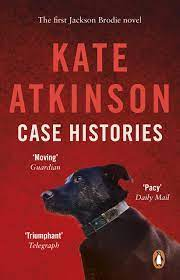 The first Jackson Brodie novel
KATE
ATKINSON
CASE HISTORIES
'Moving'
Guardian
'Pacy'
Daily Mail
'Triumphant'
Telegraph